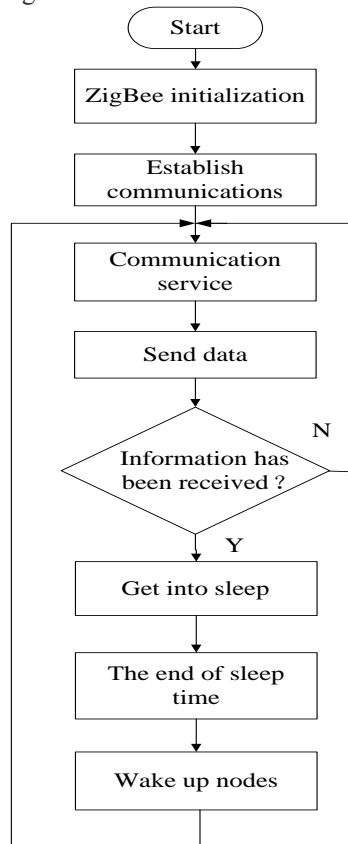 Start
ZigBee initialization
Establish
communications
Communication
service
Send data
N
Information has
been received ?
Y
Get into sleep
The end of sleep
time
Wake up nodes